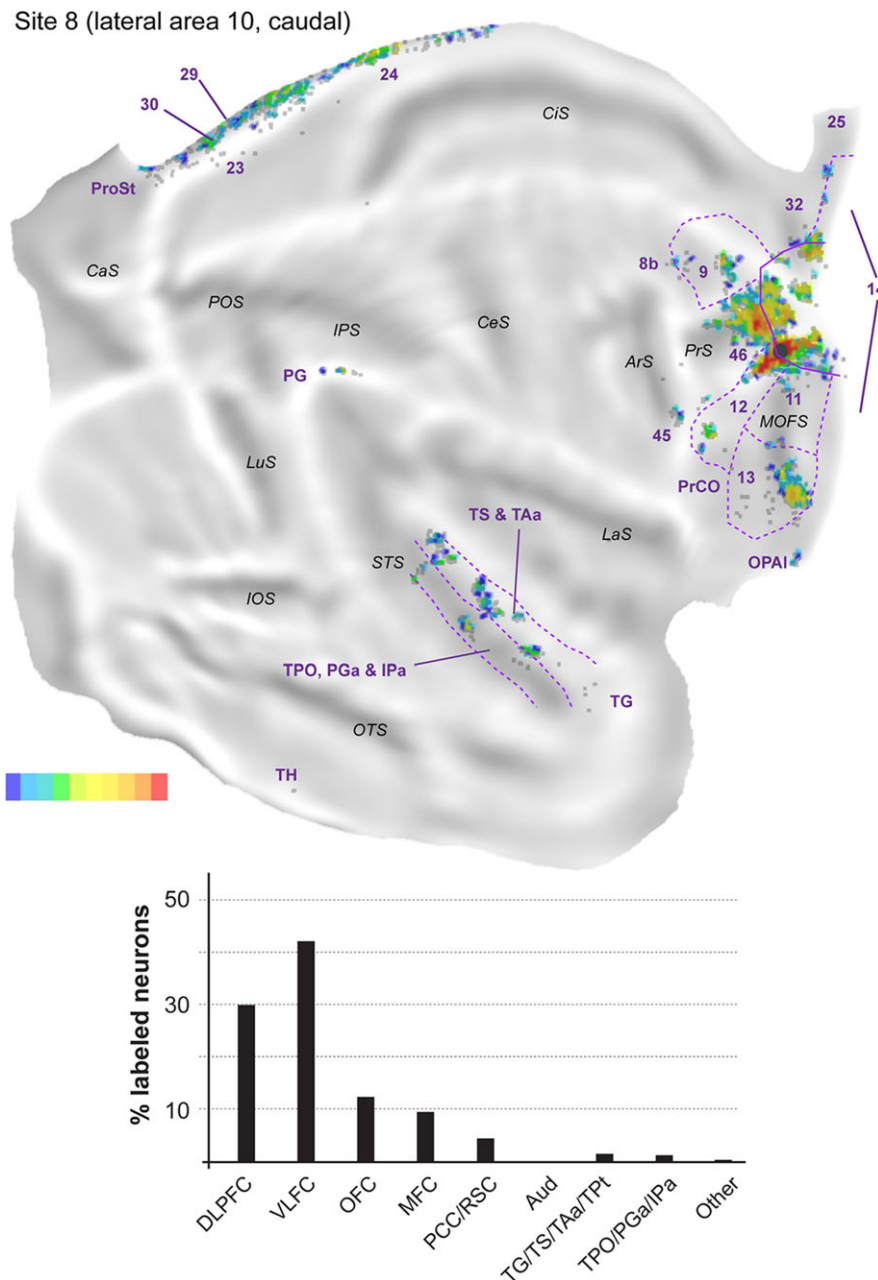 Site 8 (lateral area 10, caudal)
29
24
30
23
CiS
25
ProSt
32
CaS
8b
9
14
POS
IPS
CeS
ArS
PrS
46
PG
12
11
MOFS
45
LuS
PrCO
13
TS & TAa
LaS
STS
OPAl
IOS
TPO, PGa & IPa
TG
OTS
TH
% labeled neurons
50
30
10
DLPFC
VLFC
OFC
MFC
PCC/RSC
Aud
TG/TS/TAa/TPt
TPO/PGa/IPa
Other